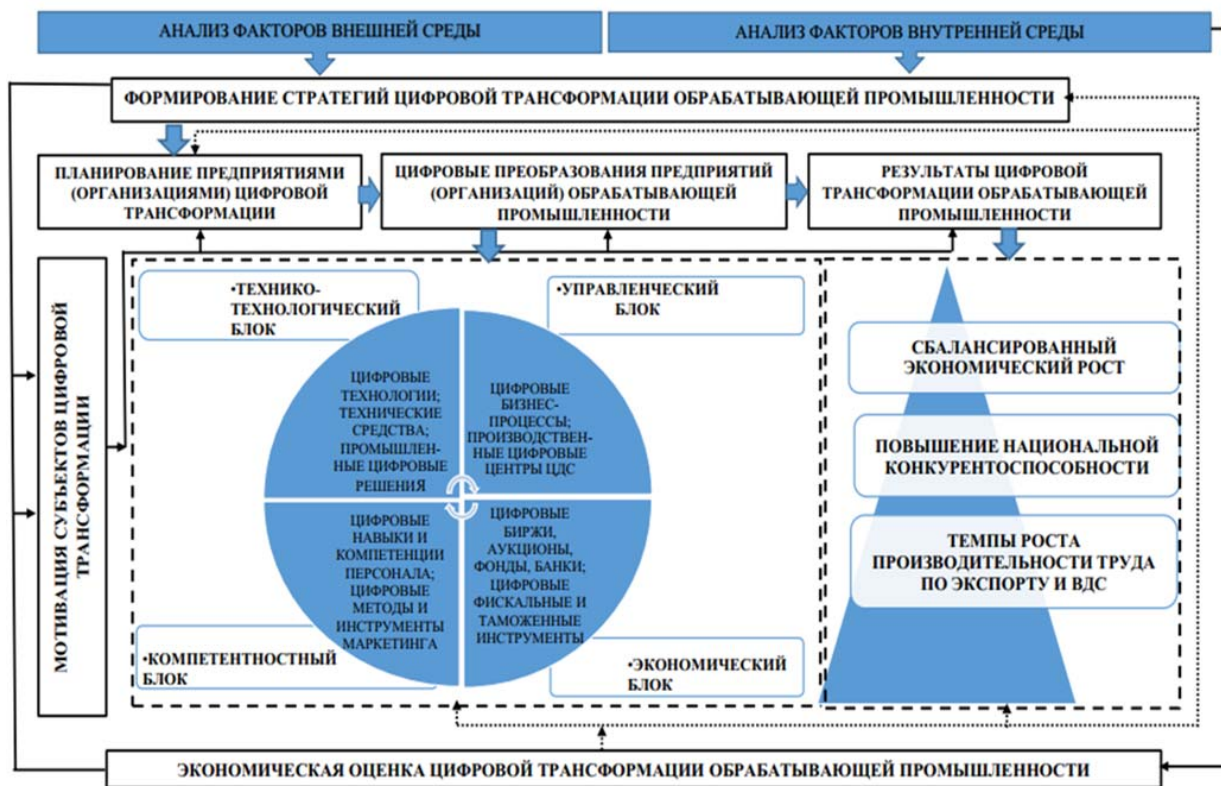 АНАЛИЗ ФАКТОРОВ ВНЕШНЕЙ СРЕДЫ
АНАЛИЗ ФАКТОРОВ ВНУТРЕННЕЙ СРЕДЫ
ФОРМИРОВАНИЕ СТРАТЕГИЙ ЦИФРОВОЙ ТРАНСФОРМАЦИИ ОБРАБАТЫВАЮЩЕЙ ПРОМЫШЛЕННОСТИ
ПЛАНИРОВАНИЕ ПРЕДПРИЯТИЯМИ
(ОРГАНИЗАЦИЯМИ) ЦИФРОВОЙ
ТРАНСФОРМАЦИИ
ЦИФРОВЫЕ ПРЕОБРАЗОВАНИЯ ПРЕДПРИЯТИЙ
(ОРГАНИЗАЦИЙ) ОБРАБАТЫВАЮЩЕЙ
ПРОМЫШЛЕННОСТИ
РЕЗУЛЬТАТЫ ЦИФРОВОЙ
ТРАНСФОРМАЦИИ ОБРАБАТЫВАЮЩЕЙ
ПРОМЫШЛЕННОСТИ
МОТИВАЦИЯ СУБЪЕКТОВ ЦИФРОВОЙ
ТРАНСФОРМАЦИИ
•ТЕХНИКО-
ТЕХНОЛОГИЧЕСКИЙ
БЛОК
•УПРАВЛЕНЧЕСКИЙ
БЛОК
ЦИФРОВЫЕ
ТЕХНОЛОГИИ;
ТЕХНИЧЕСКИЕ
СРЕДСТВА;
ПРОМЫШЛЕН-
НЫЕ ЦИФРОВЫЕ
РЕШЕНИЯ
ЦИФРОВЫЕ
БИЗНЕС-
ПРОЦЕССЫ;
ПРОИЗВОДСТВЕН-
НЫЕ ЦИФРОВЫЕ
ЦЕНТРЫ ЦДС
ЦИФРОВЫЕ
НАВЫКИ И
КОМПЕТЕНЦИИ
ПЕРСОНАЛА;
ЦИФРОВЫЕ
МЕТОДЫ И
ИНСТРУМЕНТЫ
МАРКЕТИНГА
ЦИФРОВЫЕ
БИРЖИ,
АУКЦИОНЫ,
ФОНДЫ, БАНКИ;
ЦИФРОВЫЕ
ФИСКАЛЬНЫЕ И
ТАМОЖЕННЫЕ
ИНСТРУМЕНТЫ
•КОМПЕТЕНТНОСТНЫЙ
БЛОК
•ЭКОНОМИЧЕСКИЙ
БЛОК
СБАЛАНСИРОВАННЫЙ
ЭКОНОМИЧЕСКИЙ РОСТ
ПОВЫШЕНИЕ НАЦИОНАЛЬНОЙ
КОНКУРЕНТОСПОСОБНОСТИ
ТЕМПЫ РОСТА
ПРОИЗВОДИТЕЛЬНОСТИ ТРУДА
ПО ЭКСПОРТУ И ВДС
ЭКОНОМИЧЕСКАЯ ОЦЕНКА ЦИФРОВОЙ ТРАНСФОРМАЦИИ ОБРАБАТЫВАЮЩЕЙ ПРОМЫШЛЕННОСТИ